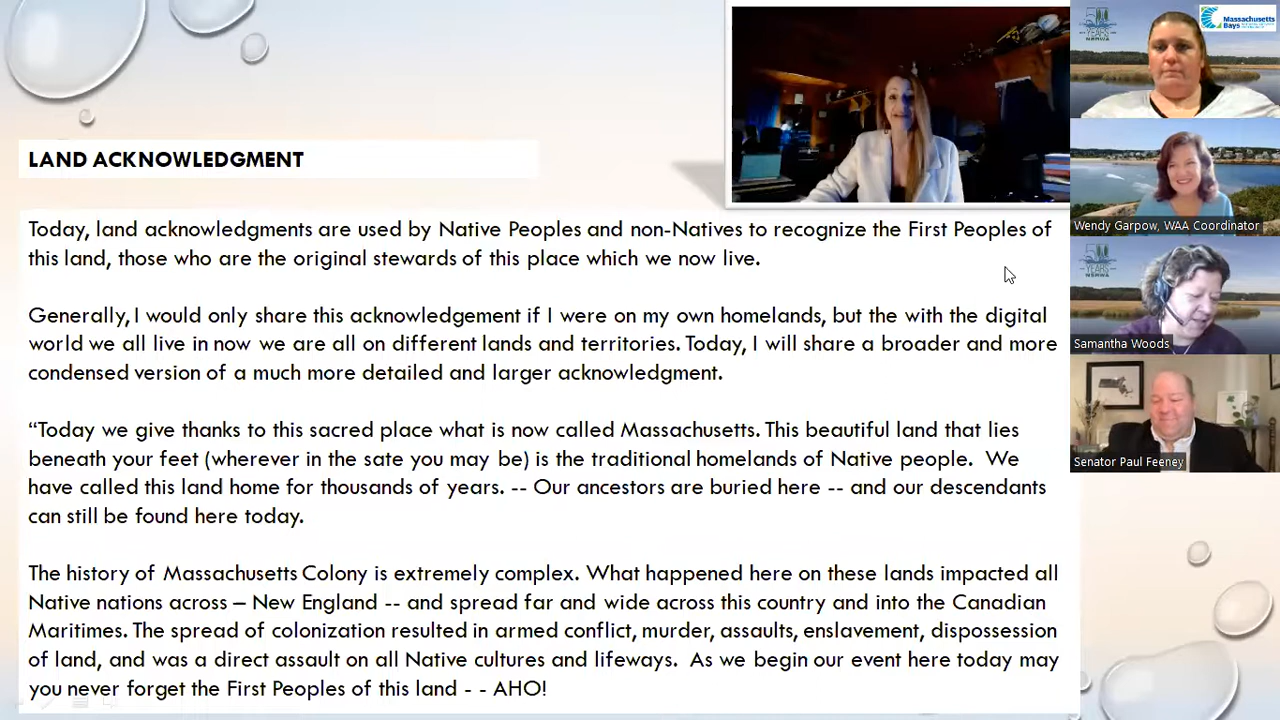 LAND ACKNOWLEDGMENT
Today, land acknowledgments are used by Native Peoples and non-Natives to recognize the First Peoples of
this land, those who are the original stewards of this place which we now live.
Generally, I would only share this acknowledgement if I were on my own homelands, but the with the digital
world we all live in now we are all on different lands and territories. Today, I will share a broader and more
condensed version of a much more detailed and larger acknowledgment.
“Today we give thanks to this sacred place what is now called Massachusetts. This beautiful land that lies
beneath your feet (wherever in the sate you may be) is the traditional homelands of Native people.  We
have called this land home for thousands of years. -- Our ancestors are buried here -- and our descendants
can still be found here today.
The history of Massachusetts Colony is extremely complex. What happened here on these lands impacted all
Native nations across – New England -- and spread far and wide across this country and into the Canadian
Maritimes. The spread of colonization resulted in armed conflict, murder, assaults, enslavement, dispossession
of land, and was a direct assault on all Native cultures and lifeways.  As we begin our event here today may
you never forget the First Peoples of this land - - AHO!
YEARS
NSRWA
Massachusetts
Bays
Wendy Garpow, WAA Coordinator
YEARS
NSRWA
Samantha Woods
Senator Paul Feeney